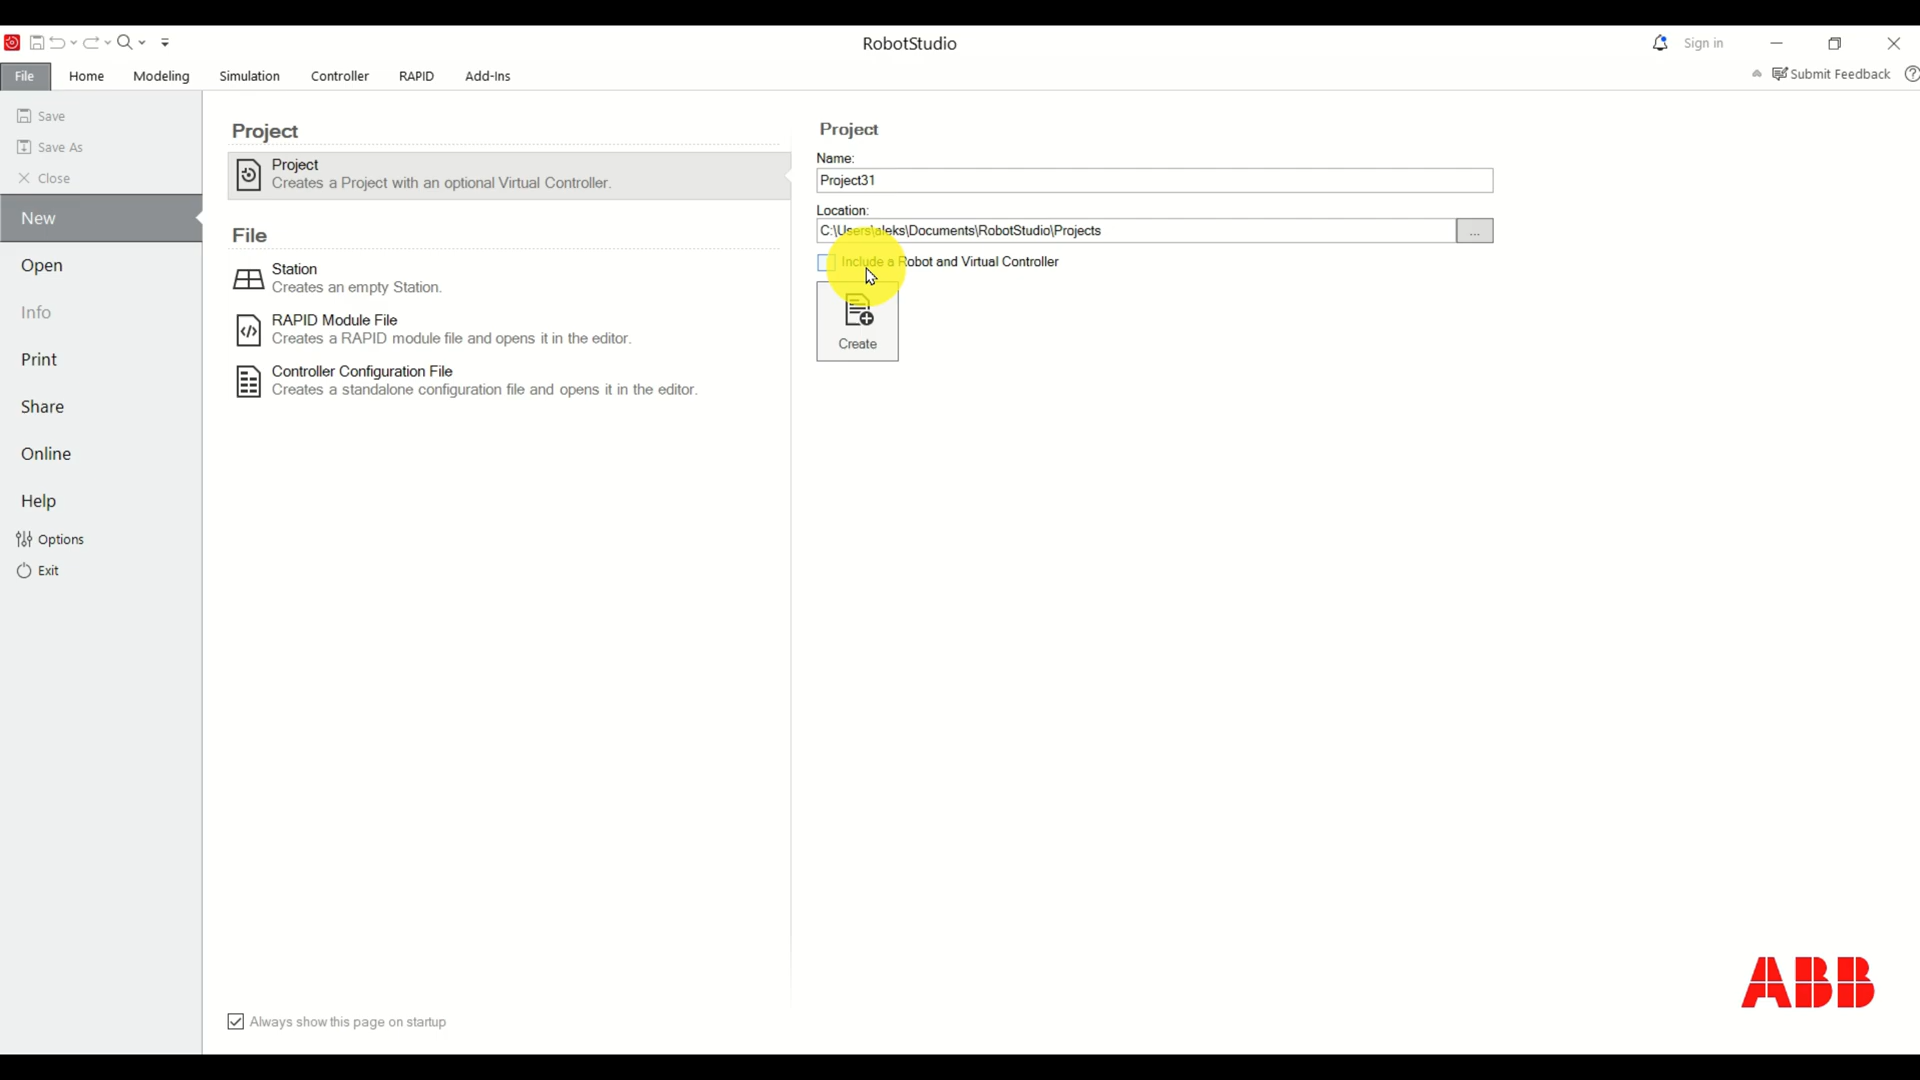 RobotStudio
Sign in
File Home Modeling Simulation Controller RAPID Add-Ins
Submit Feedback
Save
Save As
Close
New
Open
Info
Print
Share
Online
Help
Options
Exit
Project
Project
Creates a Project with an optional Virtual Controller.
File
Station
Creates an empty Station.
RAPID Module File
Creates a RAPID module file and opens it in the editor.
Controller Configuration File
Creates a standalone configuration file and opens it in the editor.
Always show this page on startup
Project
Name:
Project31
Location:
C:\Users\aleks\Documents\RobotStudio\Projects
...
Include a Robot and Virtual Controller
Create
ABB